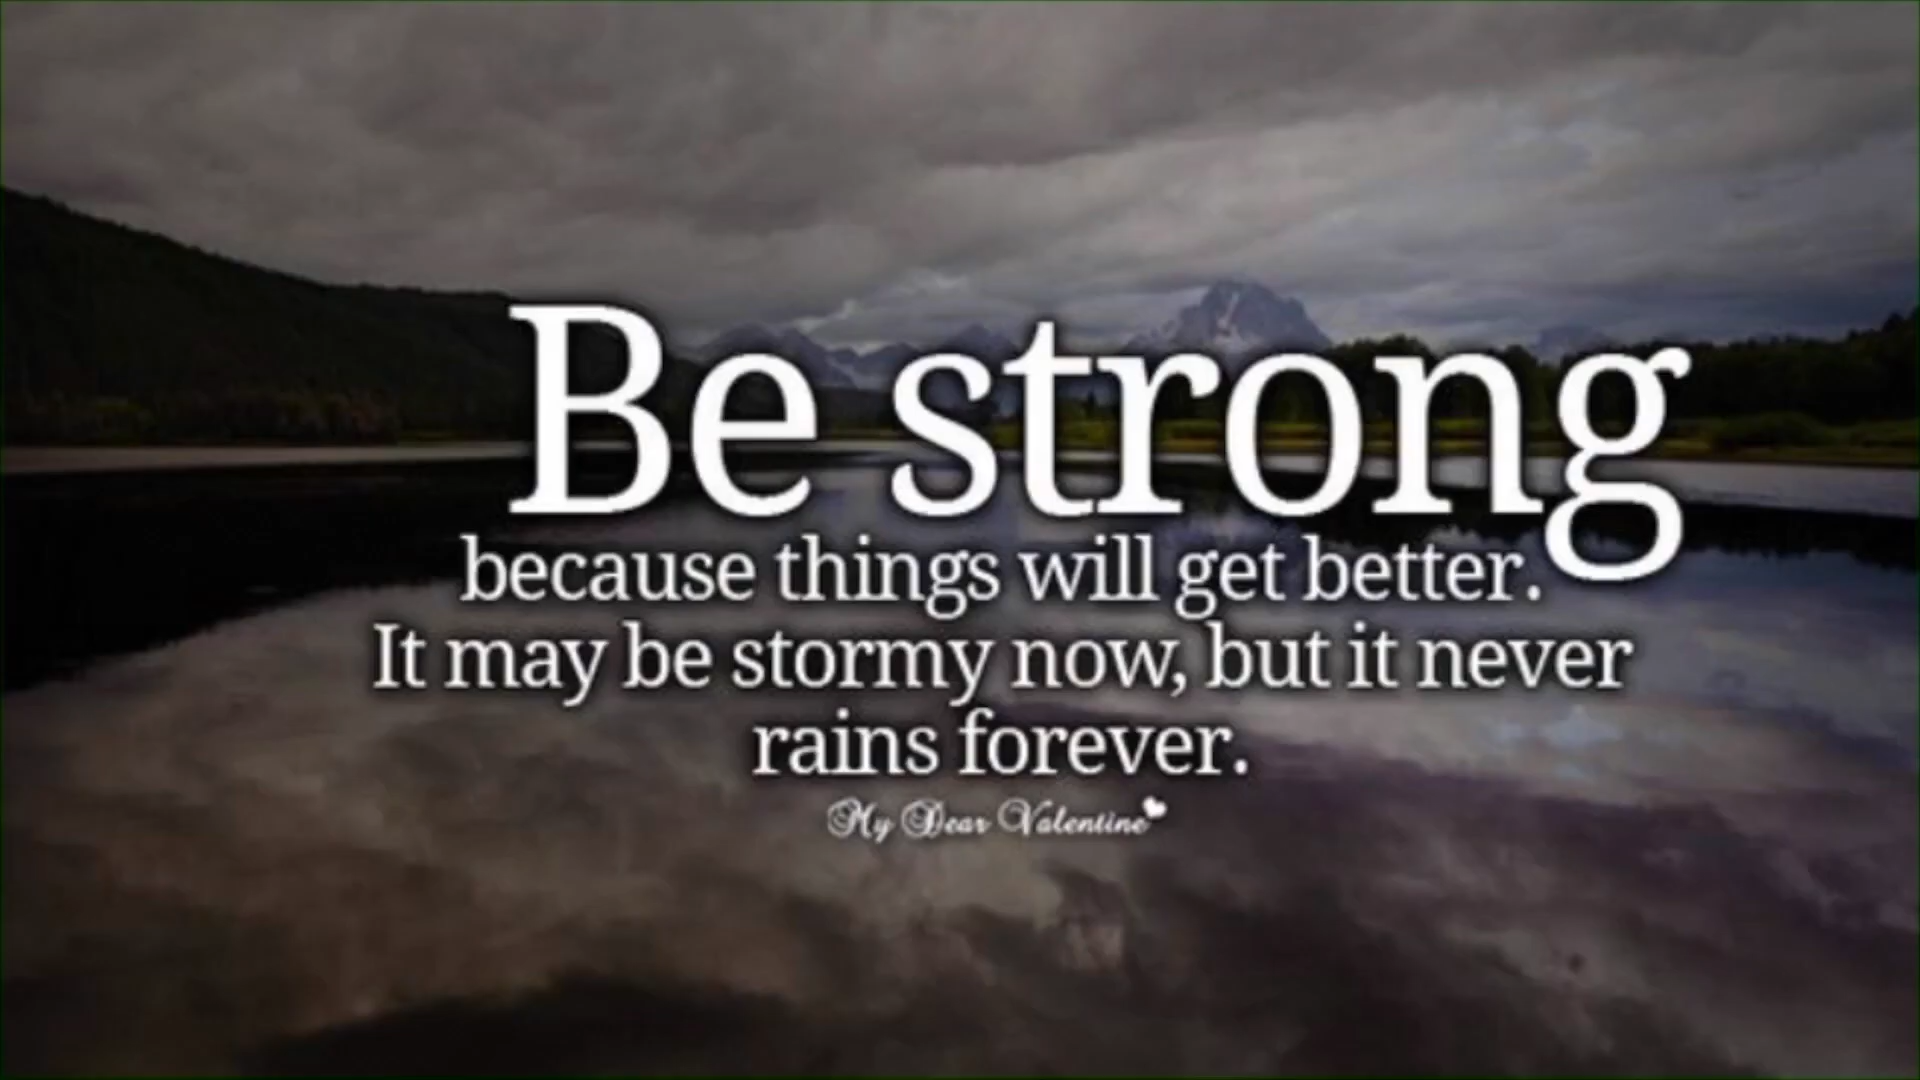 Be strong
because things will get better.
It may be stormy now, but it never
rains forever.
My Dear Valentine